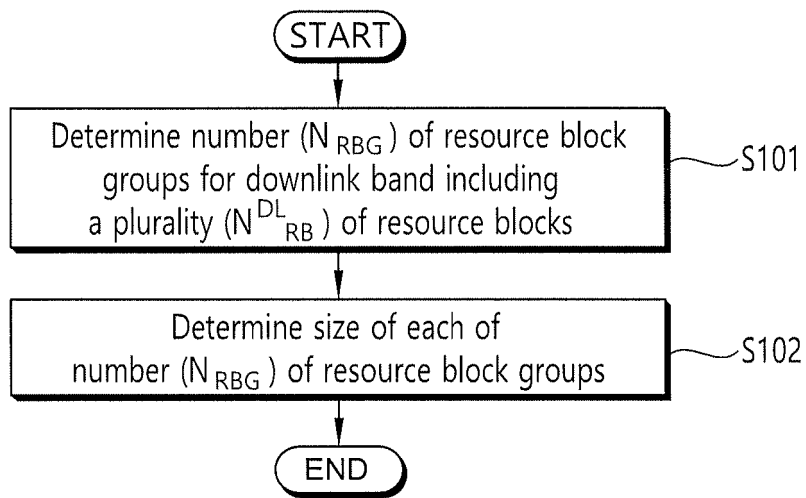 START
Determine number (N RBG) of resource block
groups for downlink band including
a plurality (N DL RB) of resource blocks
S101
Determine size of each of
number (N RBG) of resource block groups
S102
END